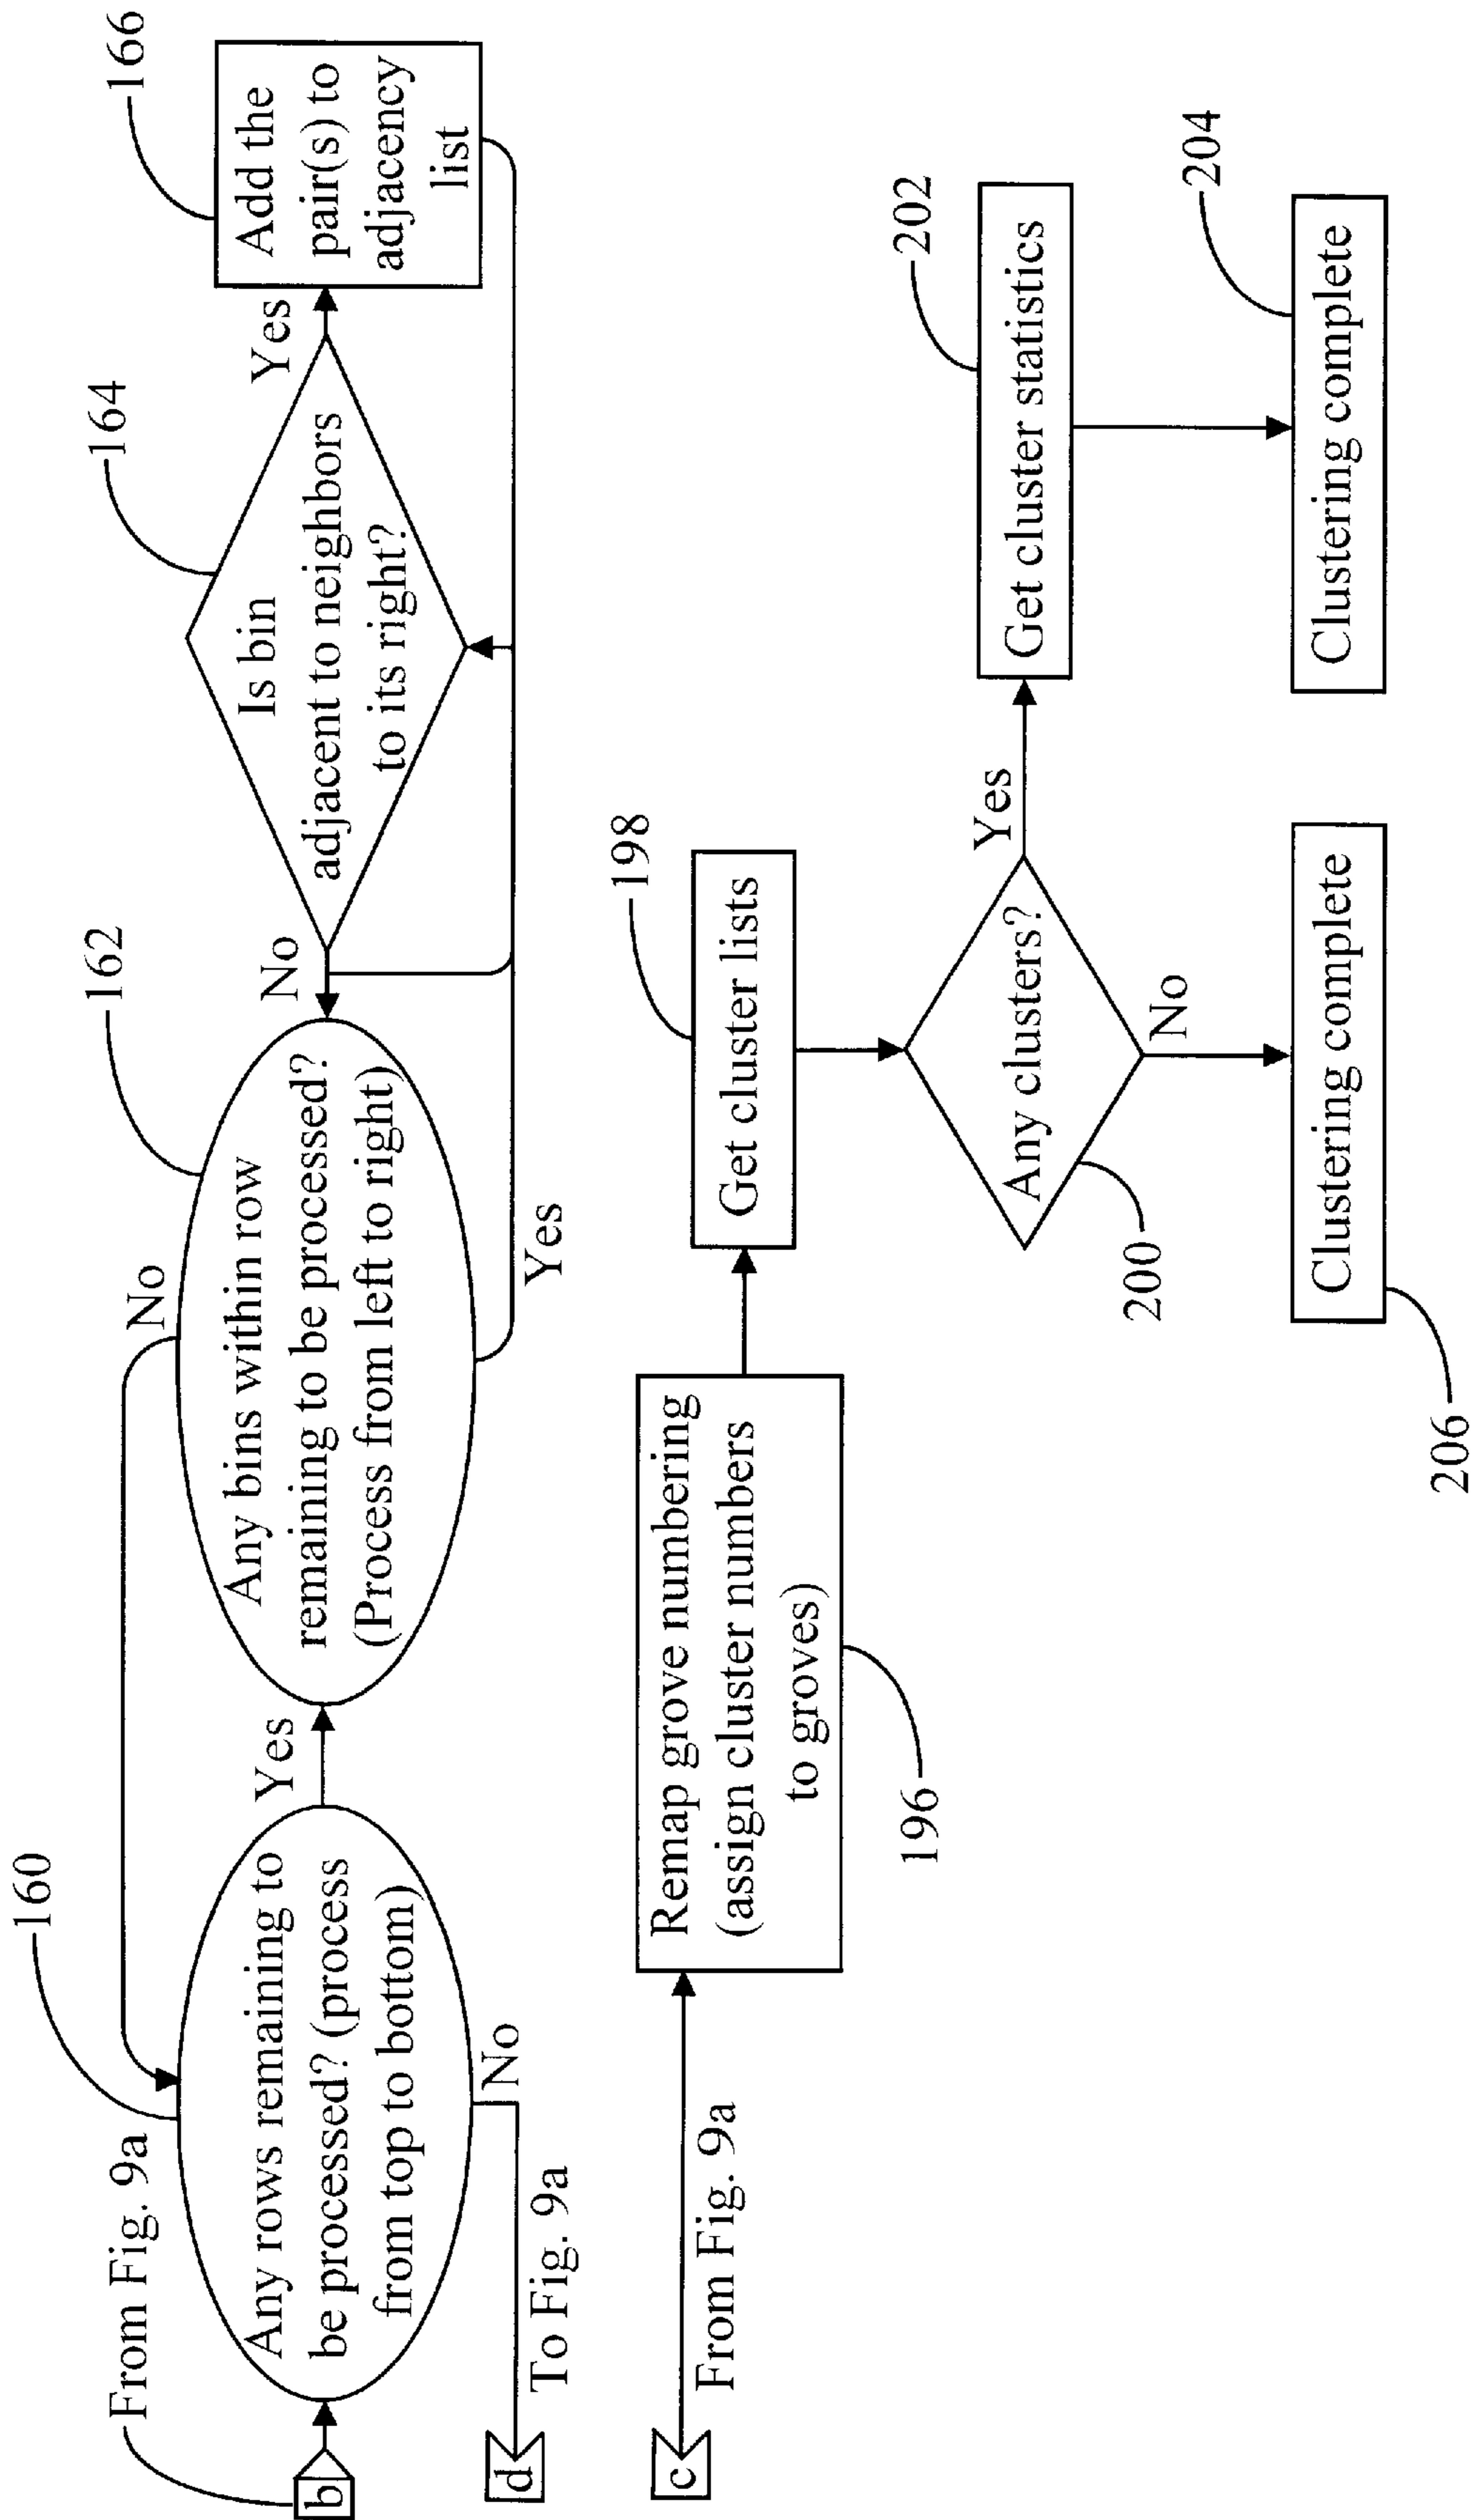 From Fig. 9a
160
b
Any rows remaining to
be processed? (process
from top to bottom)
Yes
No
d
To Fig. 9a
No
162
Any bins within row
remaining to be processed?
(Process from left to right)
Yes
No
164
Is bin
adjacent to neighbors
to its right?
Yes
166
Add the
pair(s) to
adjacency
list
c
From Fig. 9a
Remap grove numbering
(assign cluster numbers
to groves)
196
198
Get cluster lists
Any clusters?
200
Yes
No
202
Get cluster statistics
204
Clustering complete
Clustering complete
206